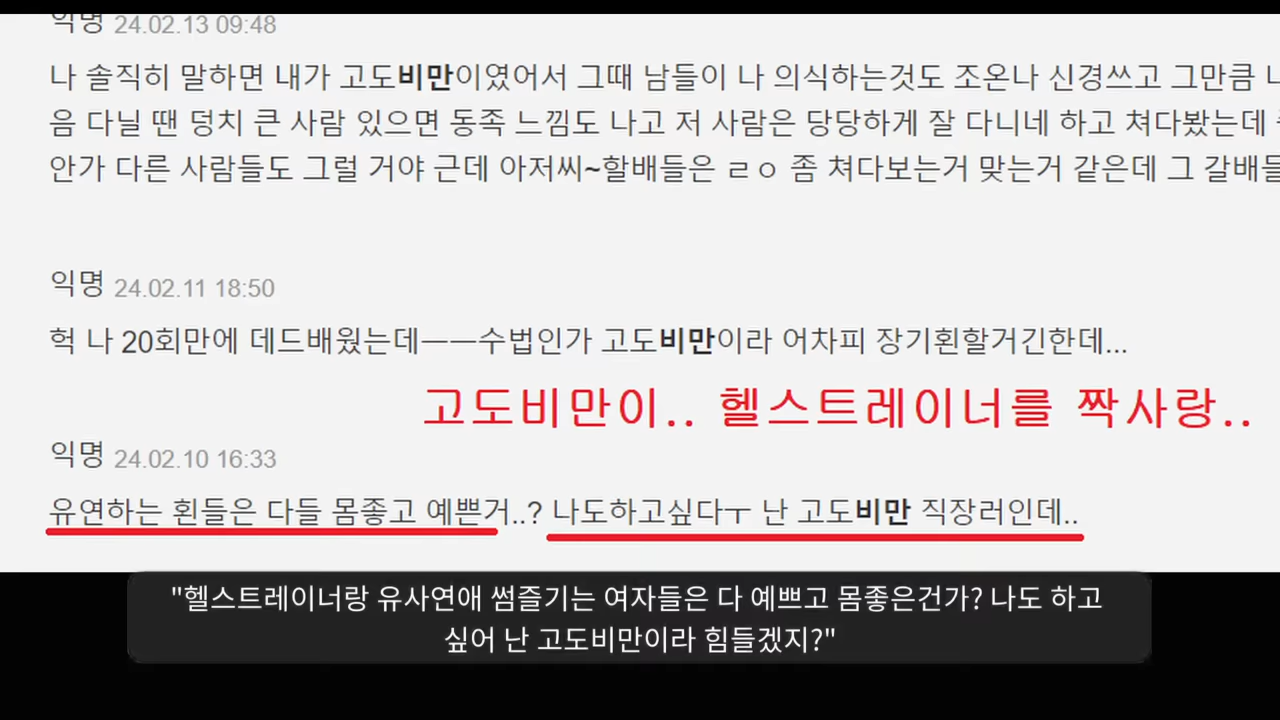 익명 24.02.13 09:48
나 솔직히 말하면 내가 고도비만이였어서 그때 남들이 나 의식하는것도 조온나 신경쓰고 그만큼
음 다닐 땐 덩치 큰 사람 있으면 동족 느낌도 나고 저 사람은 당당하게 잘 다니네 하고 쳐다봤는데
안가 다른 사람들도 그럴 거야 근데 아저씨~할배들은 ㄹㅇ 좀 쳐다보는거 맞는거 같은데 그 갈배들
익명 24.02.11 18:50
헉 나 20회만에 데드배웠는데ㅡㅡ수법인가 고도비만이라 어차피 장기횐할거긴한데...
고도비만이.. 헬스트레이너를 짝사랑..
익명 24.02.10 16:33
유연하는 횐들은 다들 몸좋고 예쁜거..? 나도하고싶다ㅜ 난 고도비만 직장러인데..
"헬스트레이너랑 유사연애 썸즐기는 여자들은 다 예쁘고 몸좋은건가? 나도 하고
싶어 난 고도비만이라 힘들겠지?"